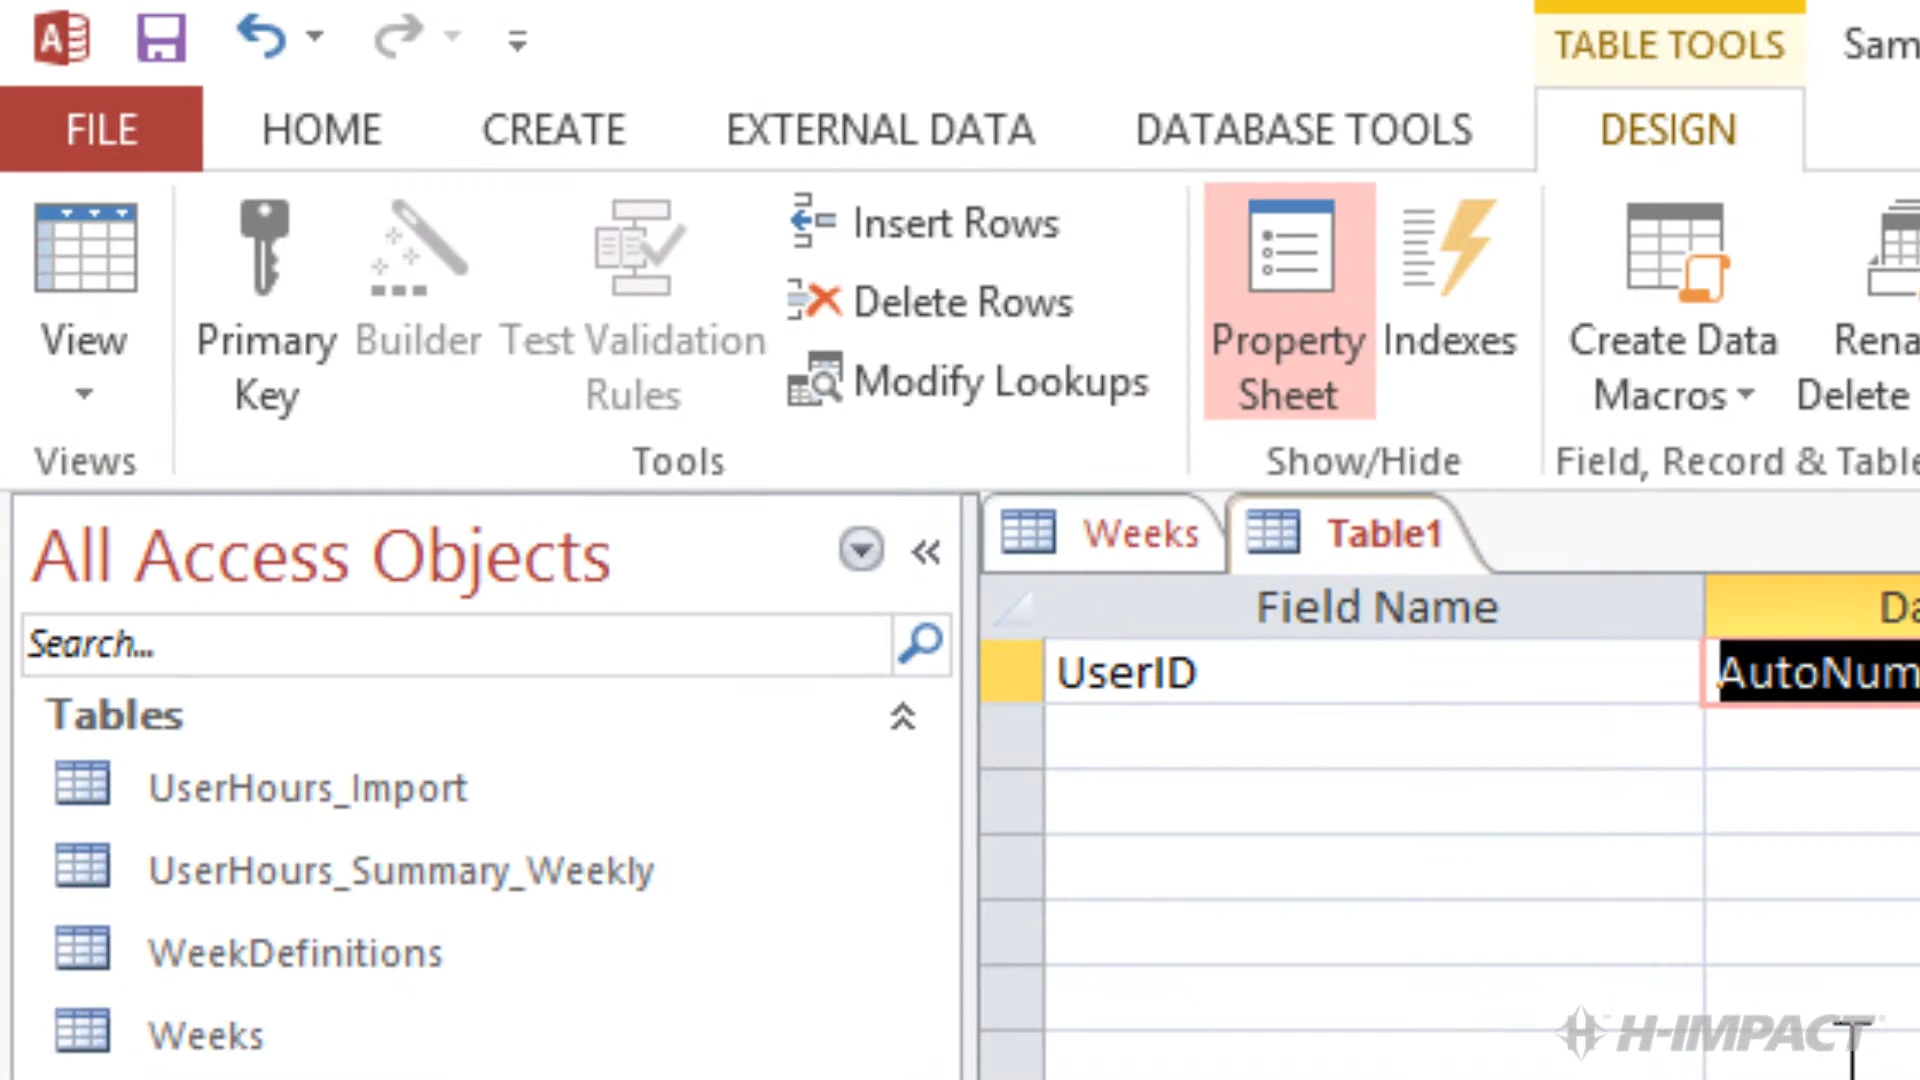 TABLE TOOLS
Sam
FILE
HOME
CREATE
EXTERNAL DATA
DATABASE TOOLS
DESIGN
View
Primary
Key
Builder
Test Validation
Rules
Insert Rows
Delete Rows
Modify Lookups
Property
Sheet
Indexes
Create Data
Macros
Rena
Delete
Views
Tools
Show/Hide
Field, Record & Table
All Access Objects
Search...
Tables
UserHours_Import
UserHours_Summary_Weekly
WeekDefinitions
Weeks
Weeks
Table1
Field Name
Da
UserID
AutoNum
H-IMPACT